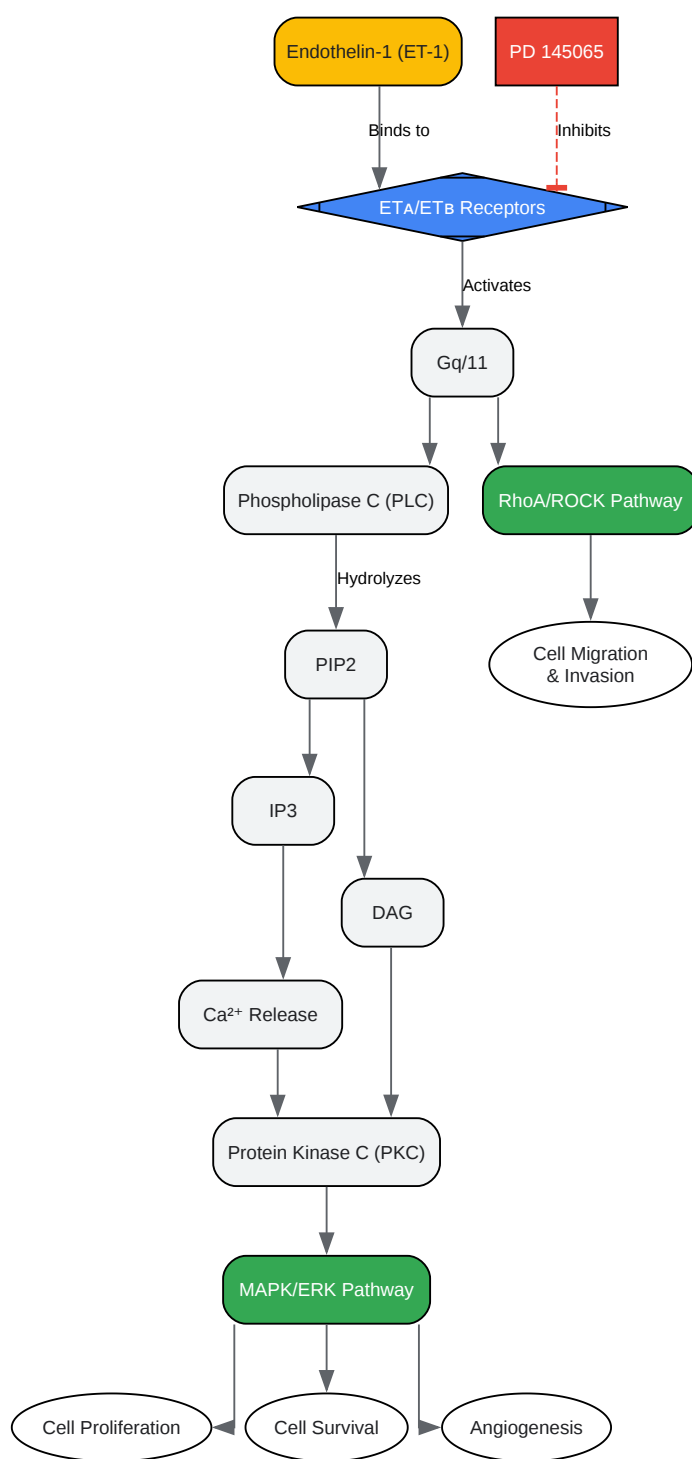 Endothelin-1 (ET-1)
PD 145065
Binds to
Inhibits
ETᴀ/ETʙ Receptors
Activates
Gq/11
Phospholipase C (PLC)
RhoA/ROCK Pathway
Hydrolyzes
Cell Migration
& Invasion
PIP2
IP3
DAG
Ca²⁺ Release
Protein Kinase C (PKC)
MAPK/ERK Pathway
Cell Proliferation
Cell Survival
Angiogenesis